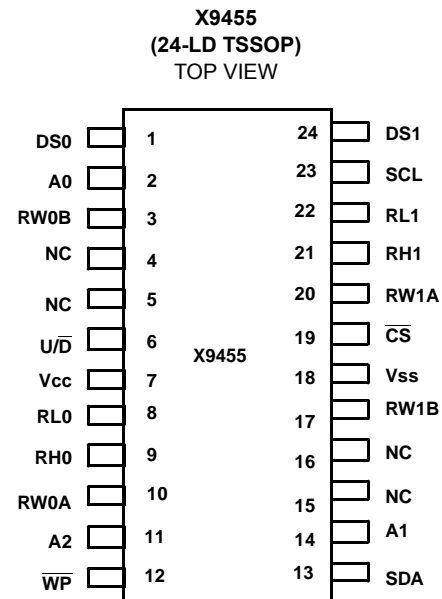 X9455
(24-LD TSSOP)
TOP VIEW
DS0 1 24 DS1
A0 2 23 SCL
RW0B 3 22 RL1
NC 4 21 RH1
NC 5 20 RW1A
U/D̅ 6 19 C̅S̅
X9455
Vcc 7 18 Vss
RL0 8 17 RW1B
RH0 9 16 NC
RW0A 10 15 NC
A2 11 14 A1
W̅P̅ 12 13 SDA